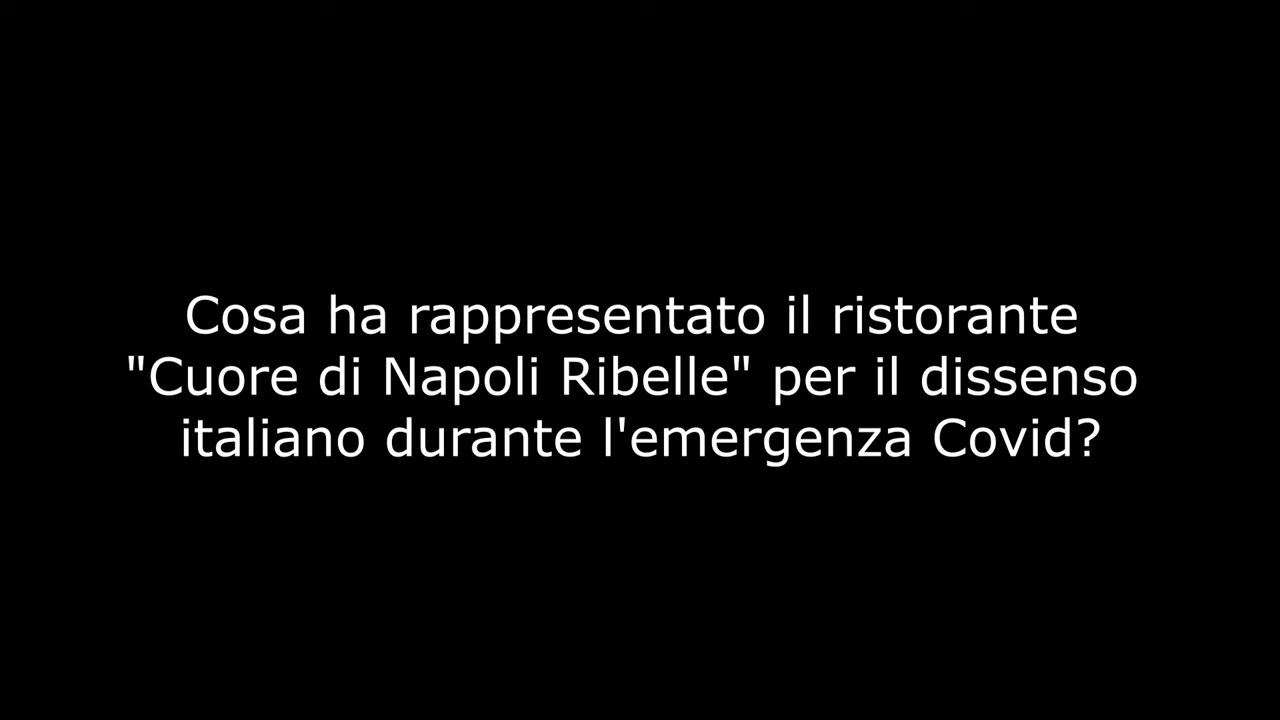 Cosa ha rappresentato il ristorante
"Cuore di Napoli Ribelle" per il dissenso
italiano durante l'emergenza Covid?